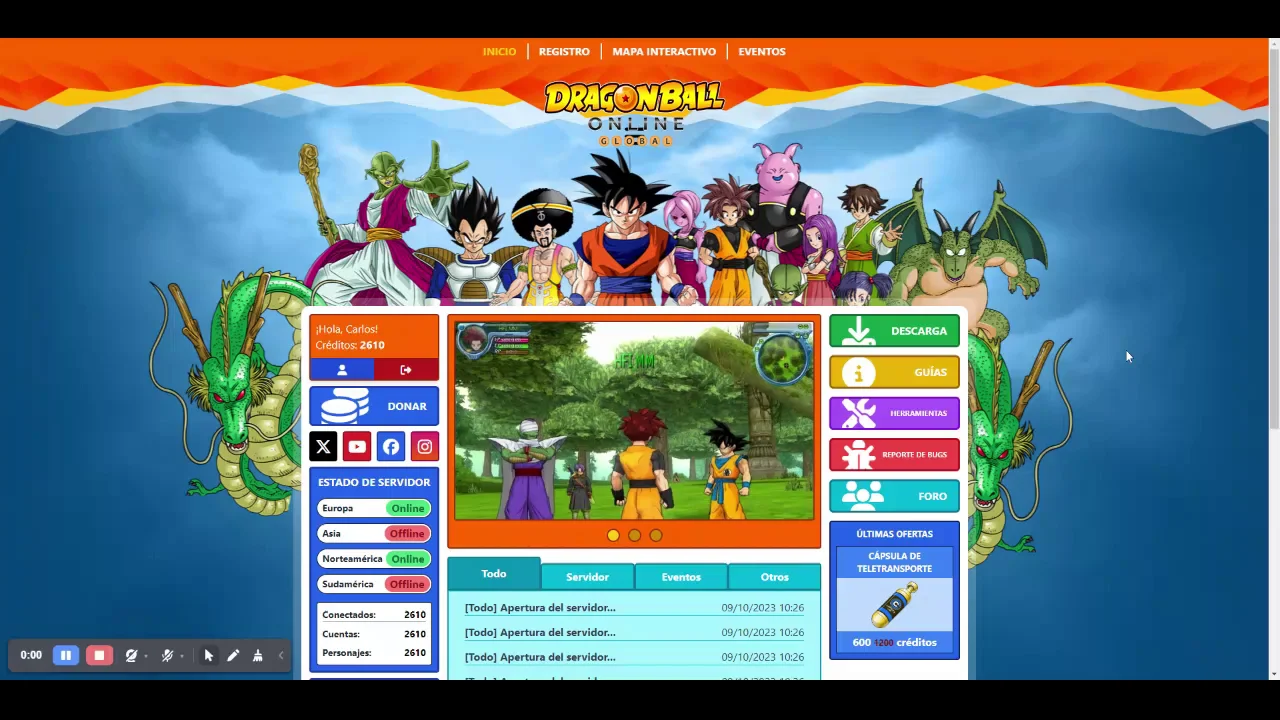 INICIO
REGISTRO
MAPA INTERACTIVO
EVENTOS
DRAGON BALL
ONLINE
GLOBAL
¡Hola, Carlos!
Créditos: 2610
DONAR
ESTADO DE SERVIDOR
Europa Online
Asia Offline
Norteamérica Online
Sudamérica Offline
Conectados: 2610
Cuentas: 2610
Personajes: 2610
HFI MM
Todo
Servidor
Eventos
Otros
[Todo] Apertura del servidor... 09/10/2023 10:26
[Todo] Apertura del servidor... 09/10/2023 10:26
[Todo] Apertura del servidor... 09/10/2023 10:26
DESCARGA
GUÍAS
HERRAMIENTAS
REPORTE DE BUGS
FORO
ÚLTIMAS OFERTAS
CÁPSULA DE
TELETRANSPORTE
600 1200 créditos
0:00